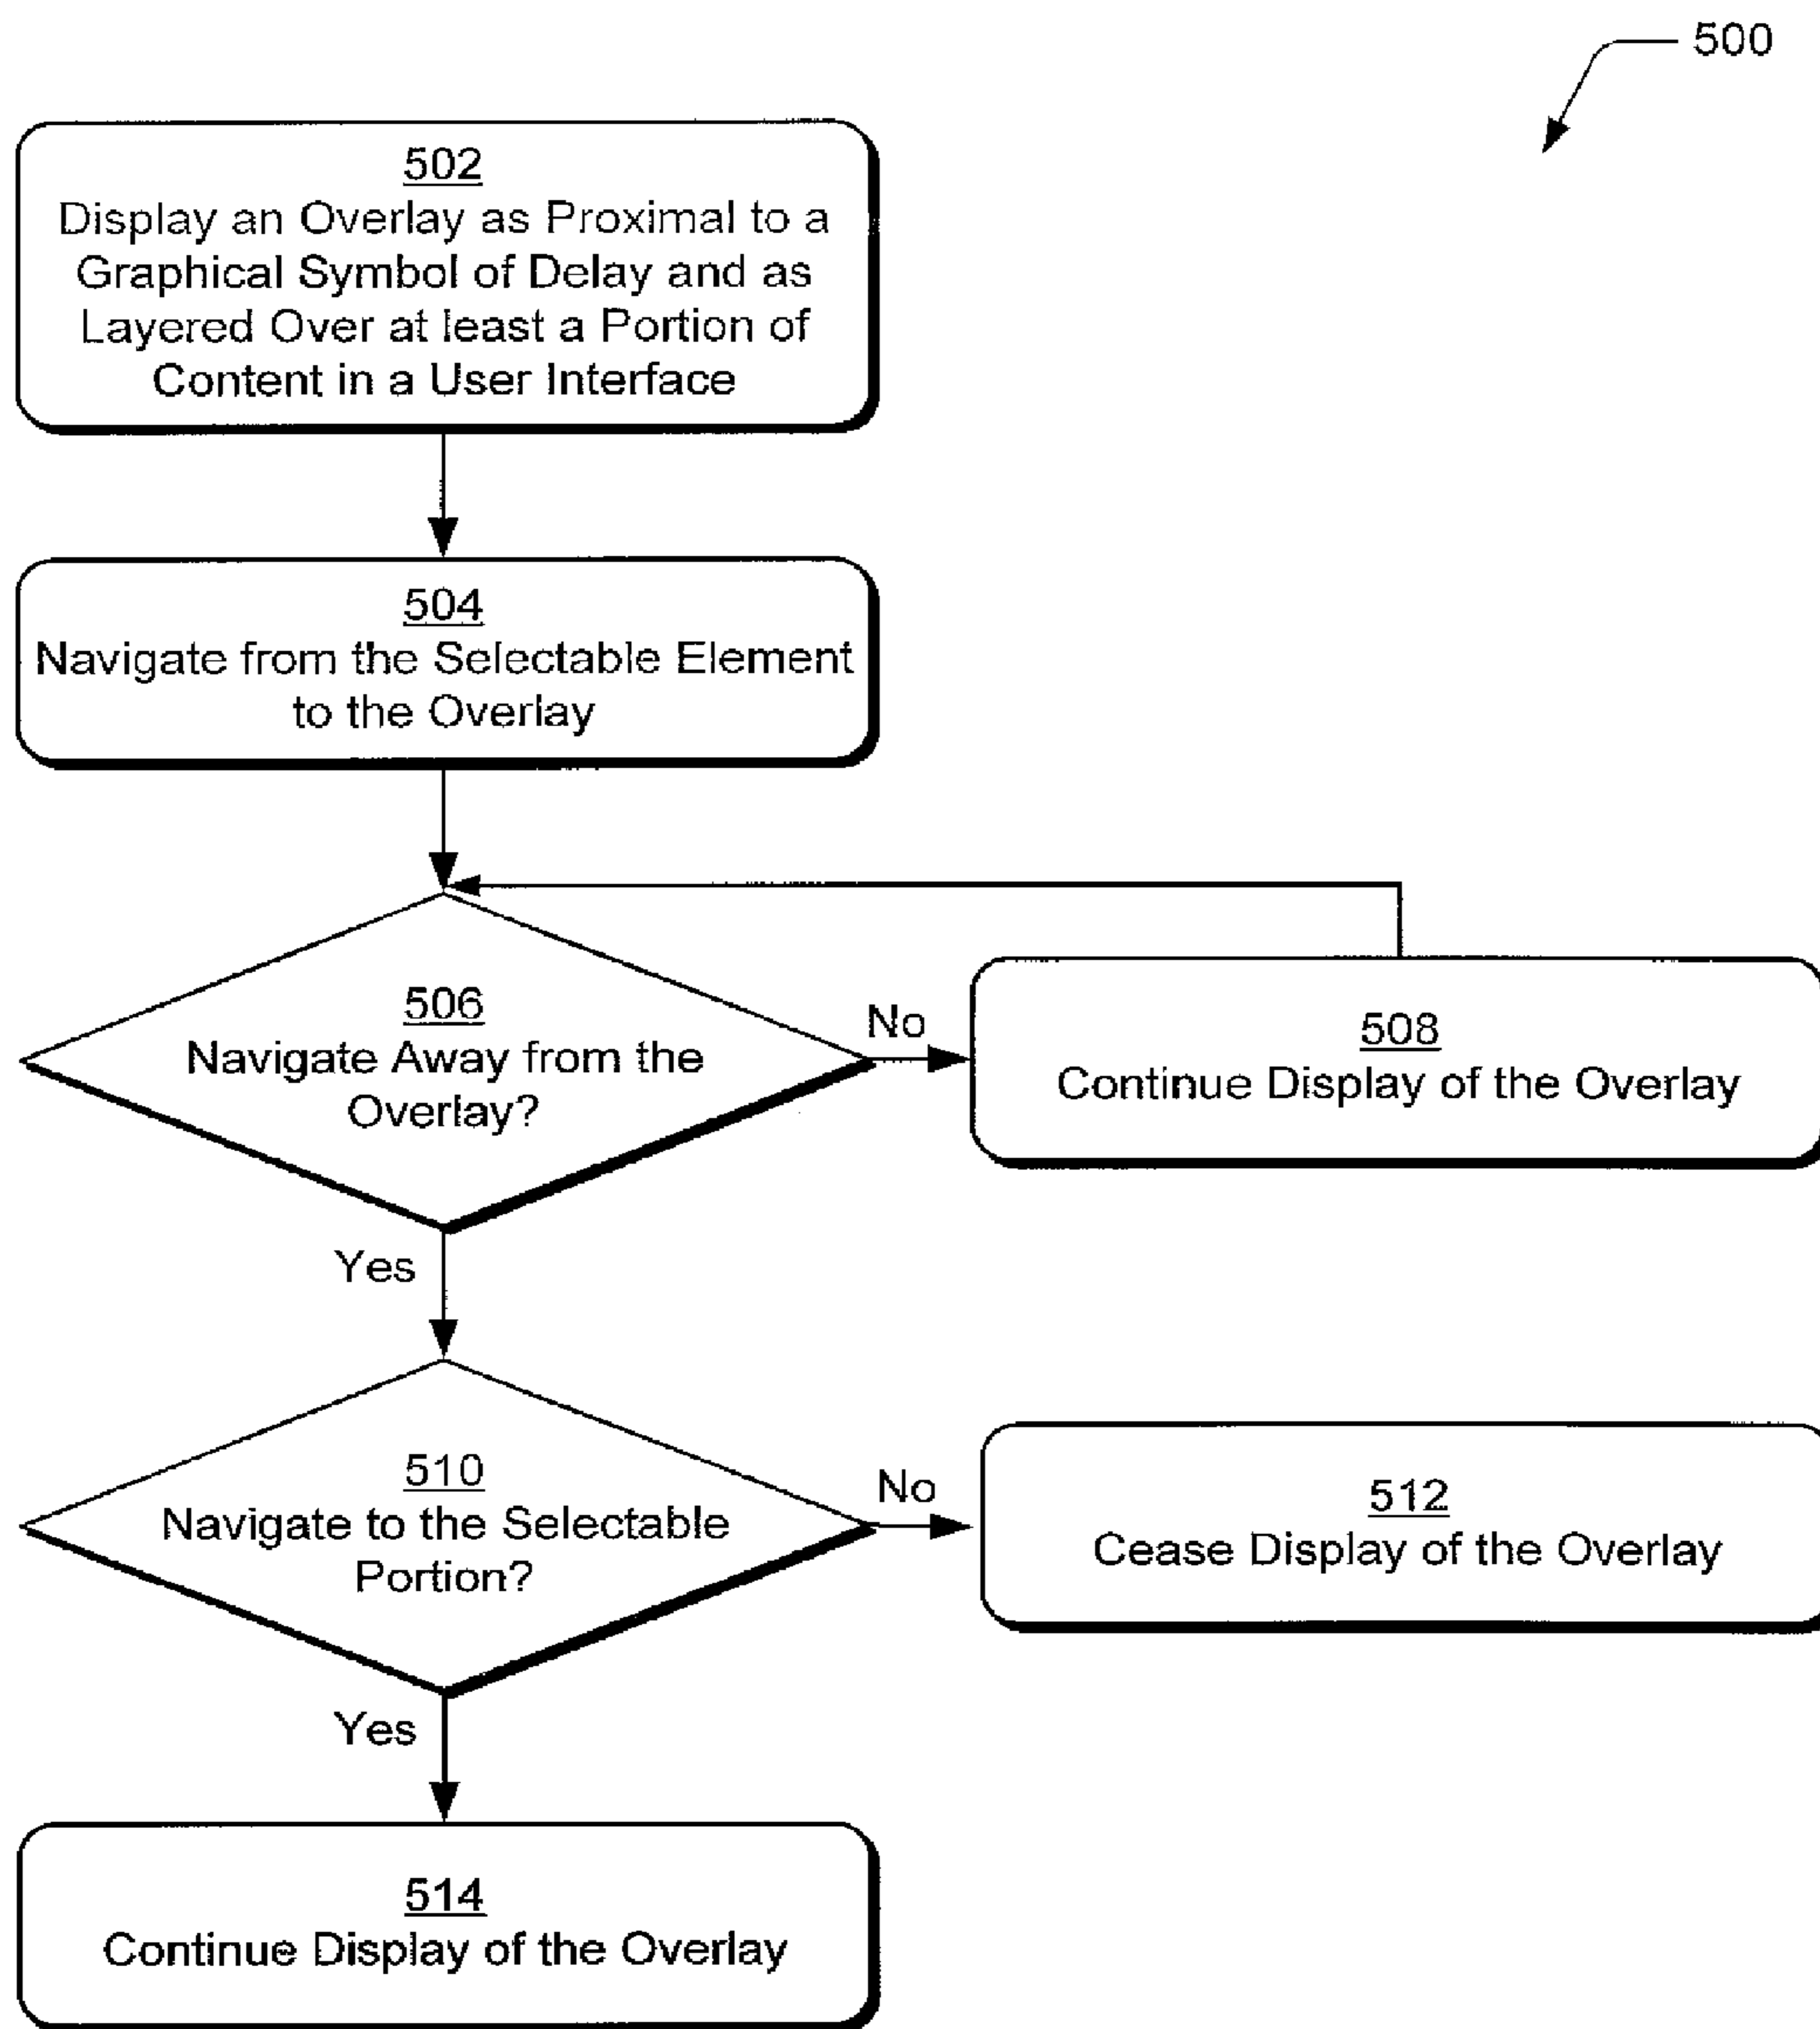 500
502
Display an Overlay as Proximal to a
Graphical Symbol of Delay and as
Layered Over at least a Portion of
Content in a User Interface
504
Navigate from the Selectable Element
to the Overlay
506
Navigate Away from the
Overlay?
No
508
Continue Display of the Overlay
Yes
510
Navigate to the Selectable
Portion?
No
512
Cease Display of the Overlay
Yes
514
Continue Display of the Overlay